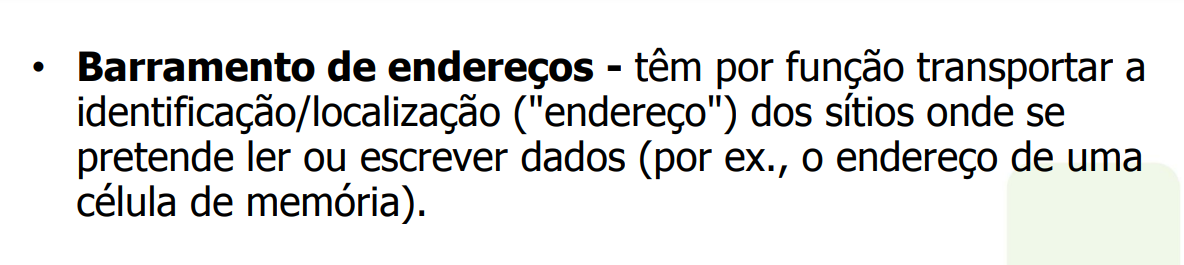 • Barramento de endereços - têm por função transportar a
identificação/localização ("endereço") dos sítios onde se
pretende ler ou escrever dados (por ex., o endereço de uma
célula de memória).